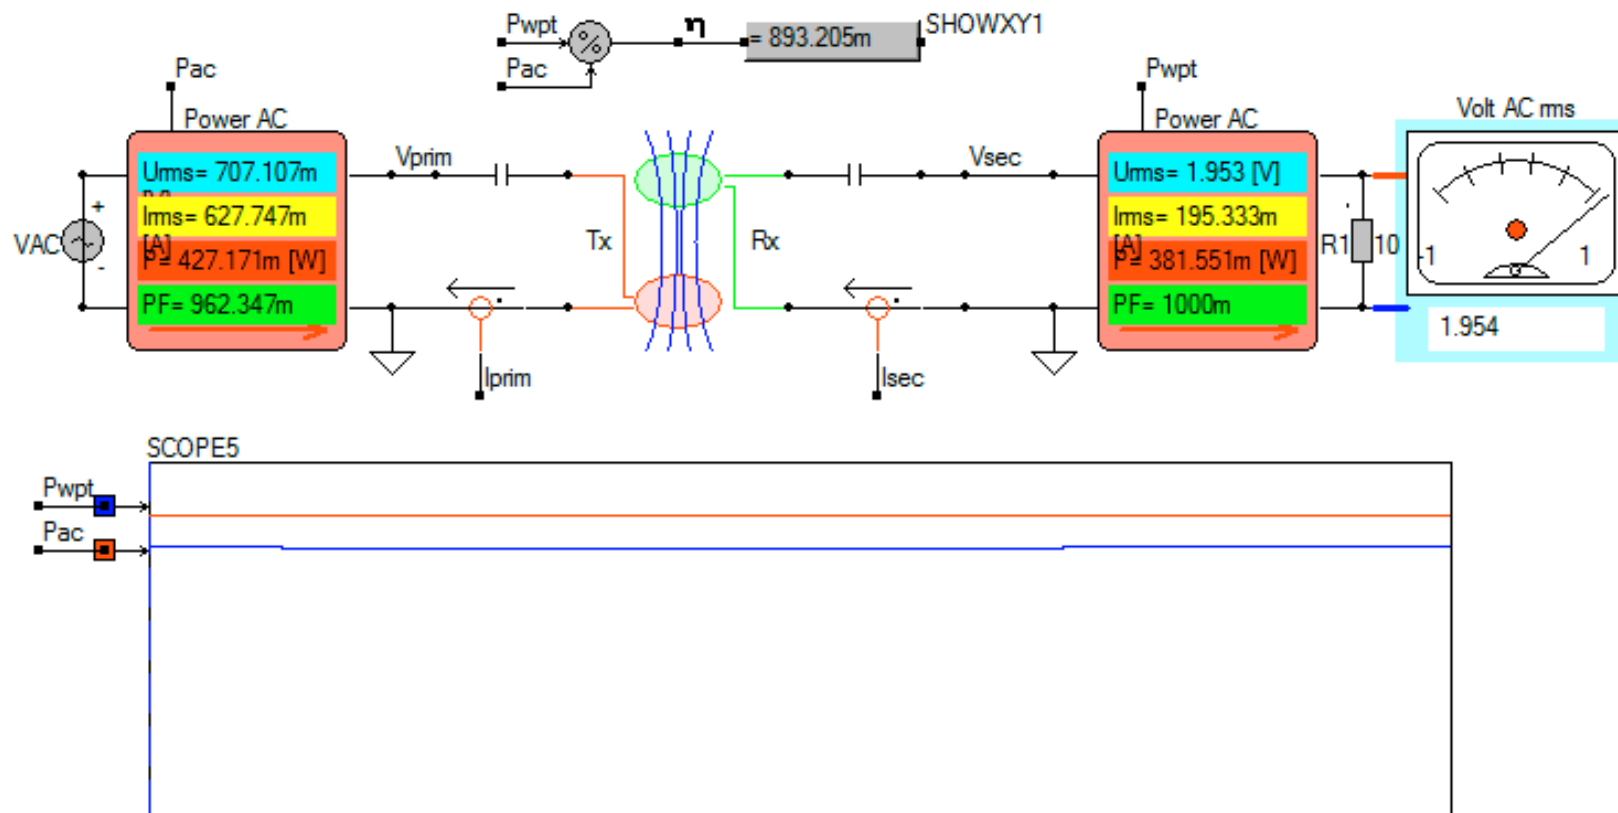 Pwpt
η
= 893.205m
SHOWXY1
Pac
Pac
Pwpt
Power AC
Power AC
Volt AC rms
Urms= 707.107m
Irms= 627.747m
[A]
P= 427.171m [W]
PF= 962.347m
VAC
+
-
Vprim
Tx
Rx
Iprim
Vsec
Isec
Urms= 1.953 [V]
Irms= 195.333m
[A]
P= 381.551m [W]
PF= 1000m
R1
10
-1
1
1.954
%
SCOPE5
Pwpt
Pac